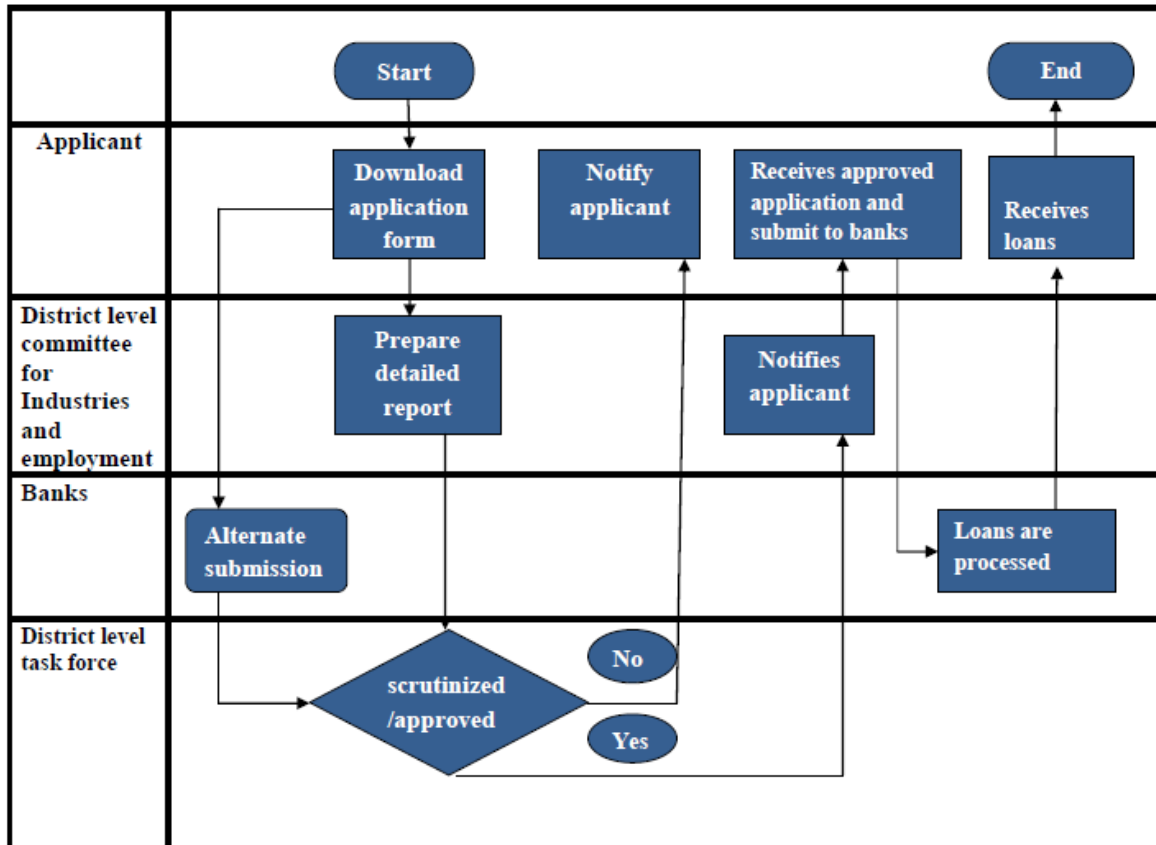 Start
End
Applicant
Download
application
form
Notify
applicant
Receives approved
application and
submit to banks
Receives
loans
District level
committee
for
Industries
and
employment
Prepare
detailed
report
Notifies
applicant
Banks
Alternate
submission
Loans are
processed
District level
task force
scrutinized
/approved
No
Yes